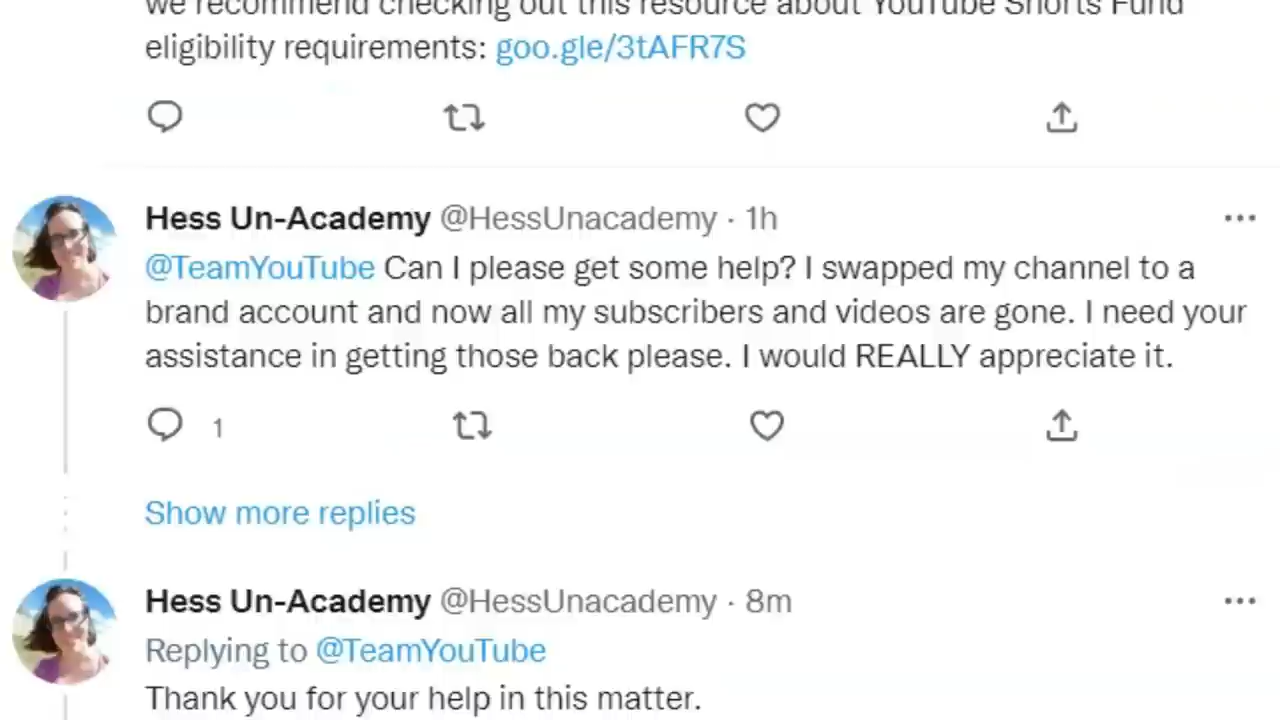 we recommend checking out this resource about YouTube Shorts Fund
eligibility requirements: goo.gle/3tAFR7S
Hess Un-Academy @HessUnacademy · 1h
@TeamYouTube Can I please get some help? I swapped my channel to a
brand account and now all my subscribers and videos are gone. I need your
assistance in getting those back please. I would REALLY appreciate it.
1
Show more replies
Hess Un-Academy @HessUnacademy · 8m
Replying to @TeamYouTube
Thank you for your help in this matter.